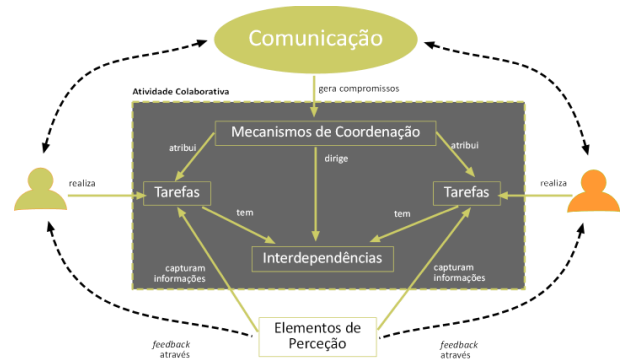 Comunicação
gera compromissos
Atividade Colaborativa
Mecanismos de Coordenação
atribui
dirige
atribui
realiza
Tarefas
Tarefas
realiza
tem
tem
Interdependências
capturam
informações
capturam
informações
Elementos de
Perceção
feedback
através
feedback
através